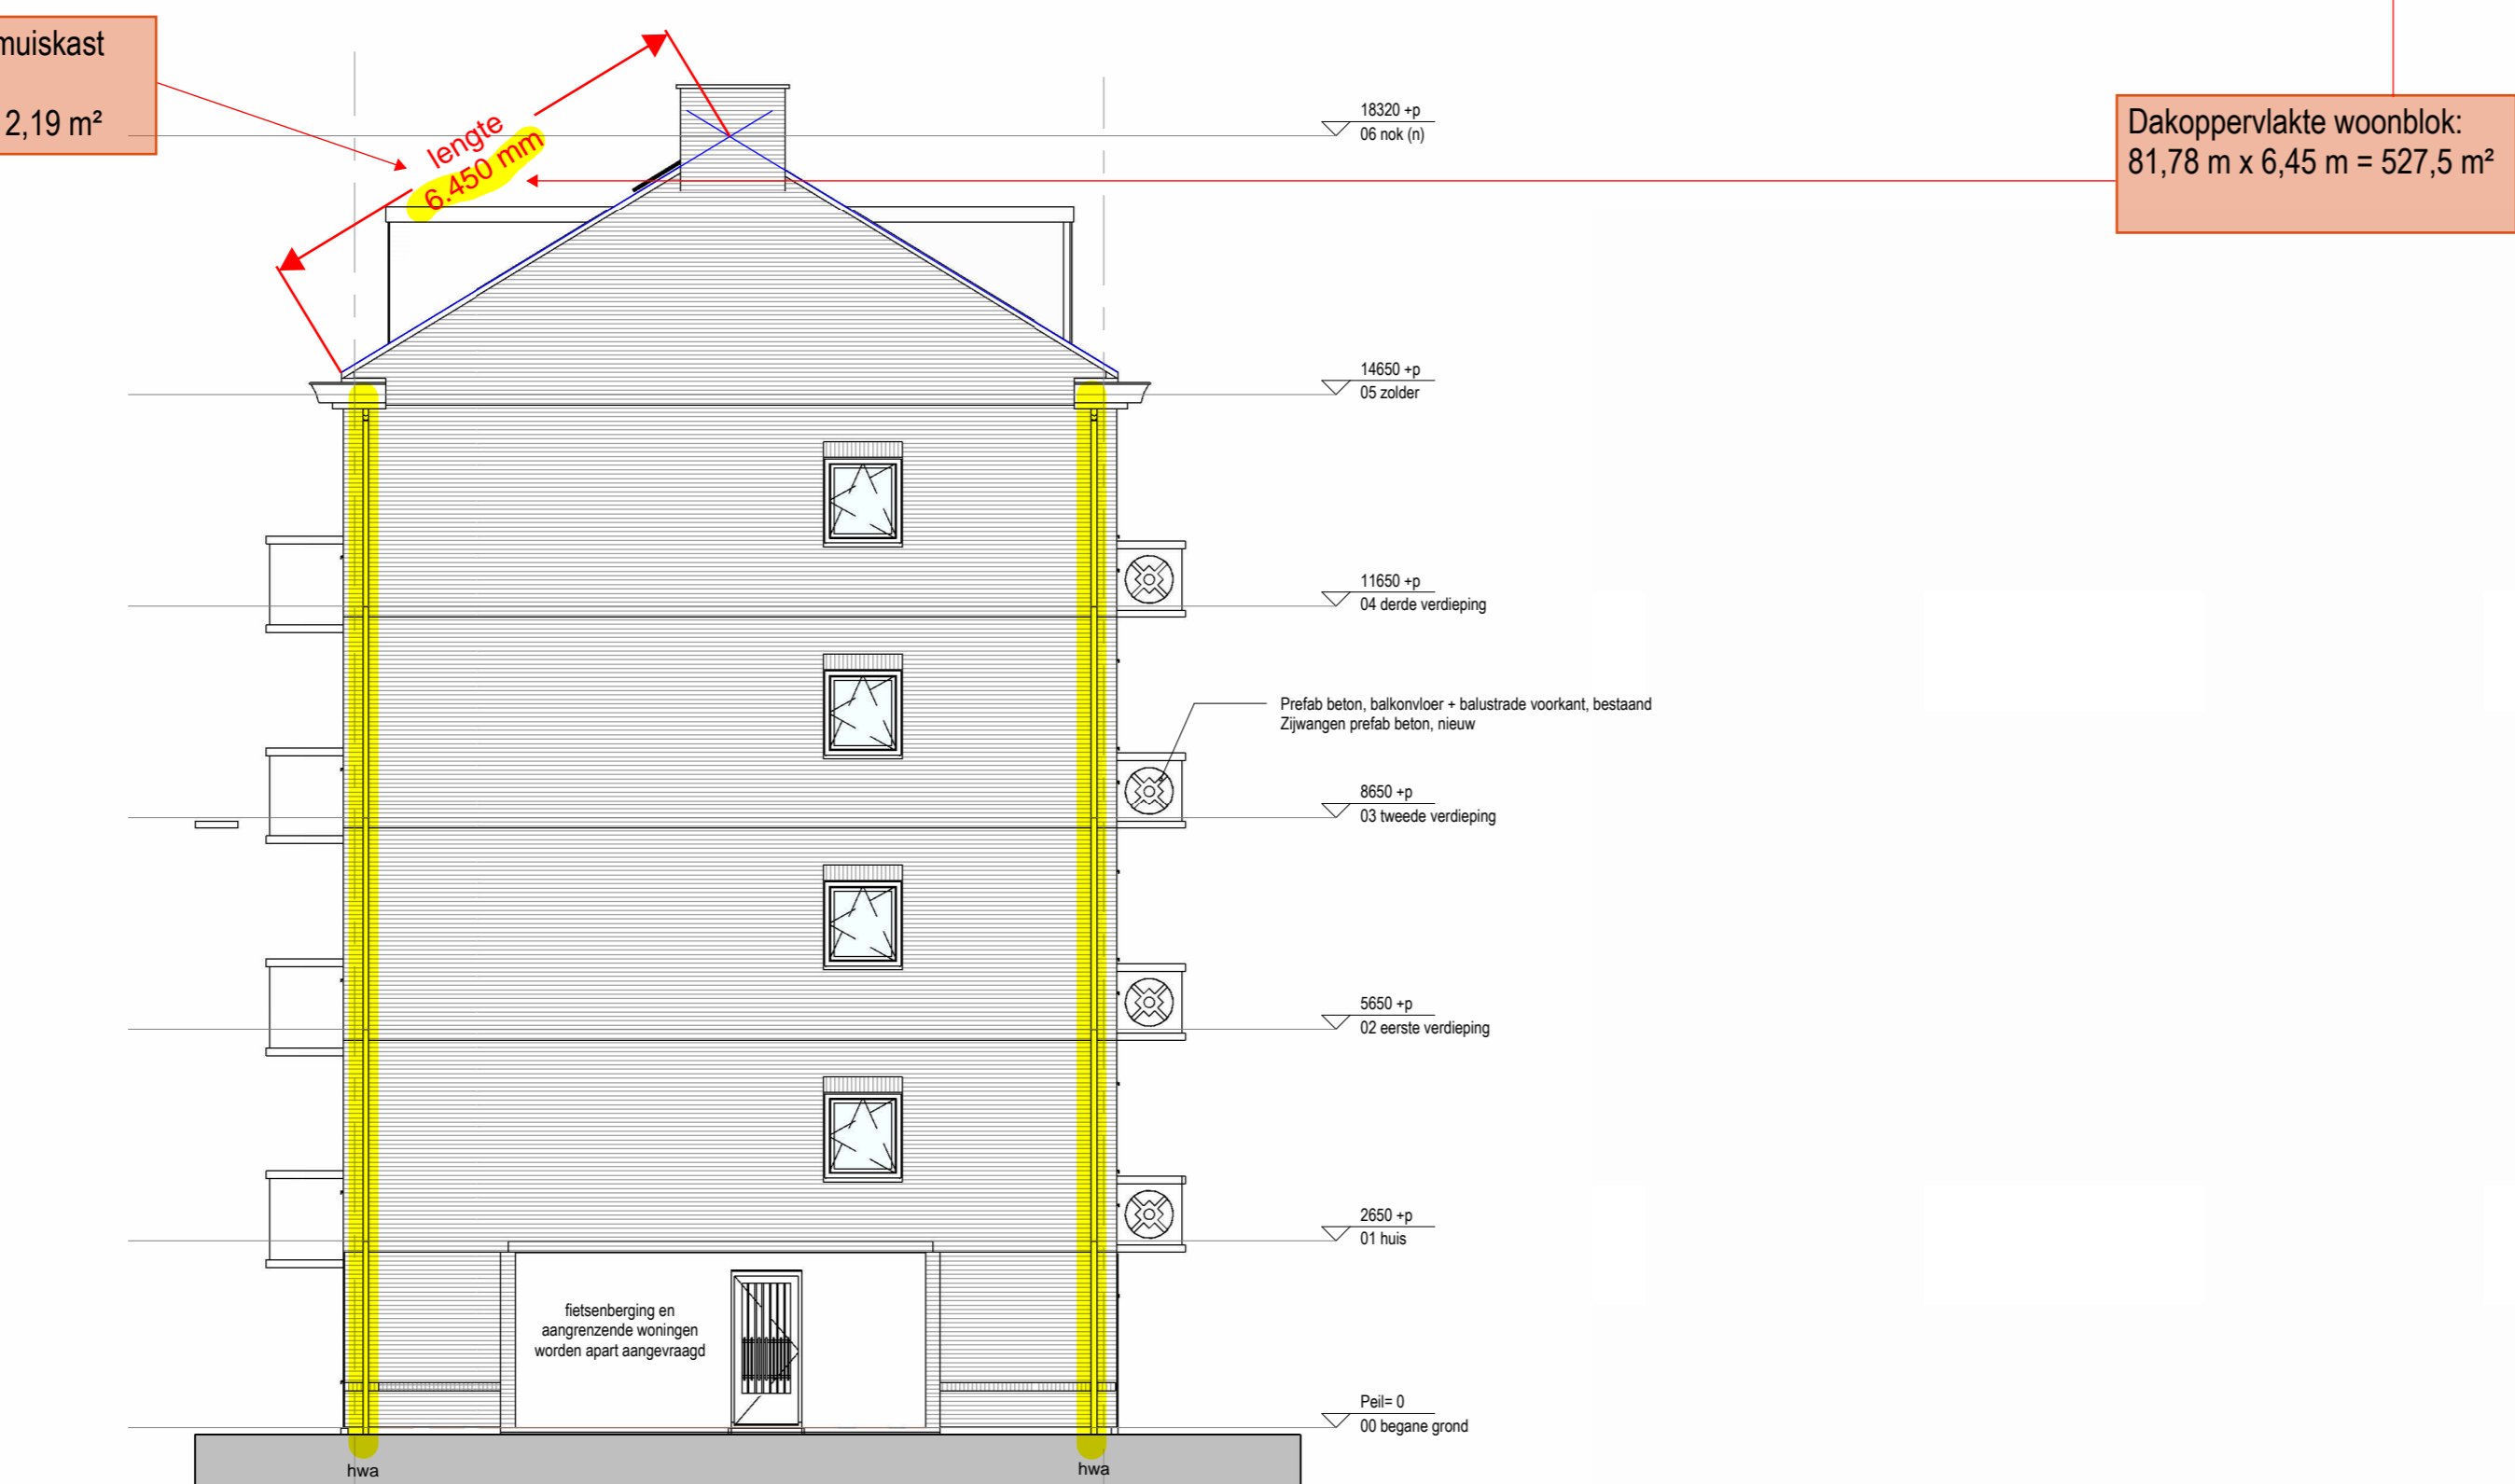 muiskast
2,19 m²
lengte
6.450 mm
18320 +p
06 nok (n)
Dakoppervlakte woonblok:
81,78 m x 6,45 m = 527,5 m²
14650 +p
05 zolder
11650 +p
04 derde verdieping
Prefab beton, balkonvloer + balustrade voorkant, bestaand
Zijwangen prefab beton, nieuw
8650 +p
03 tweede verdieping
5650 +p
02 eerste verdieping
2650 +p
01 huis
fietsenberging en
aangrenzende woningen
worden apart aangevraagd
Peil= 0
00 begane grond
hwa
hwa